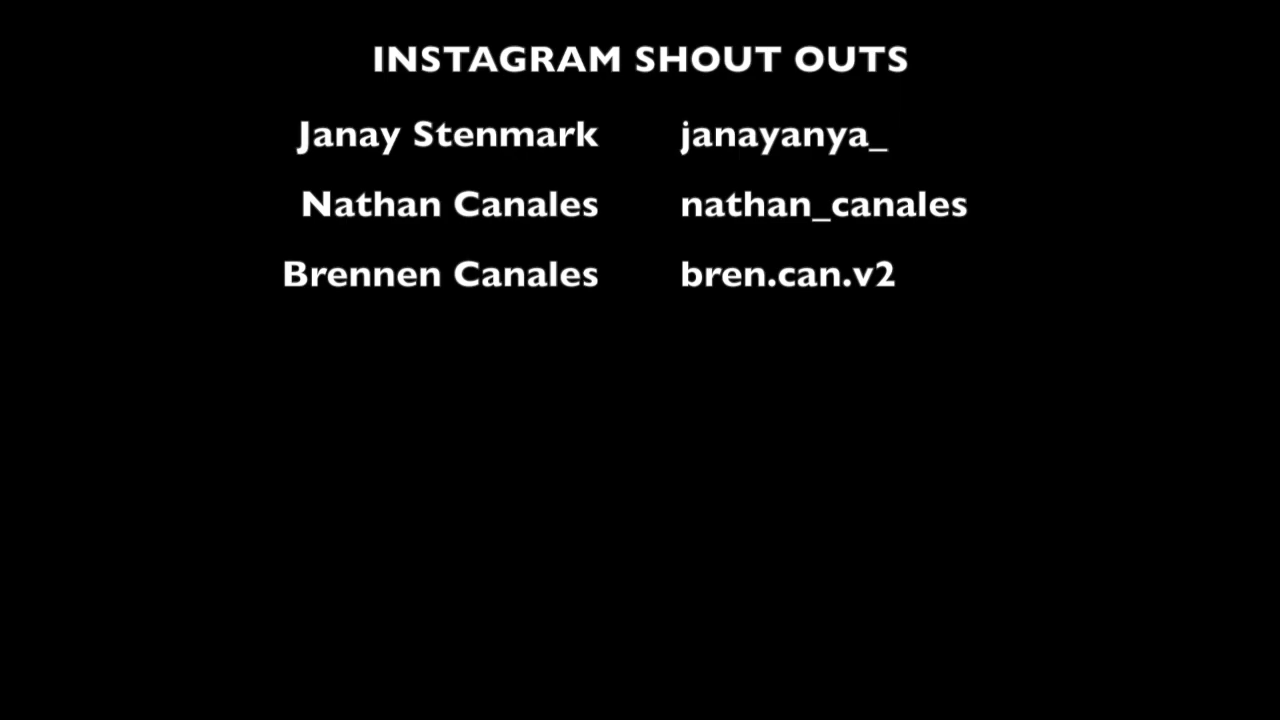 INSTAGRAM SHOUT OUTS
Janay Stenmark janayanya_
Nathan Canales nathan_canales
Brennen Canales bren.can.v2